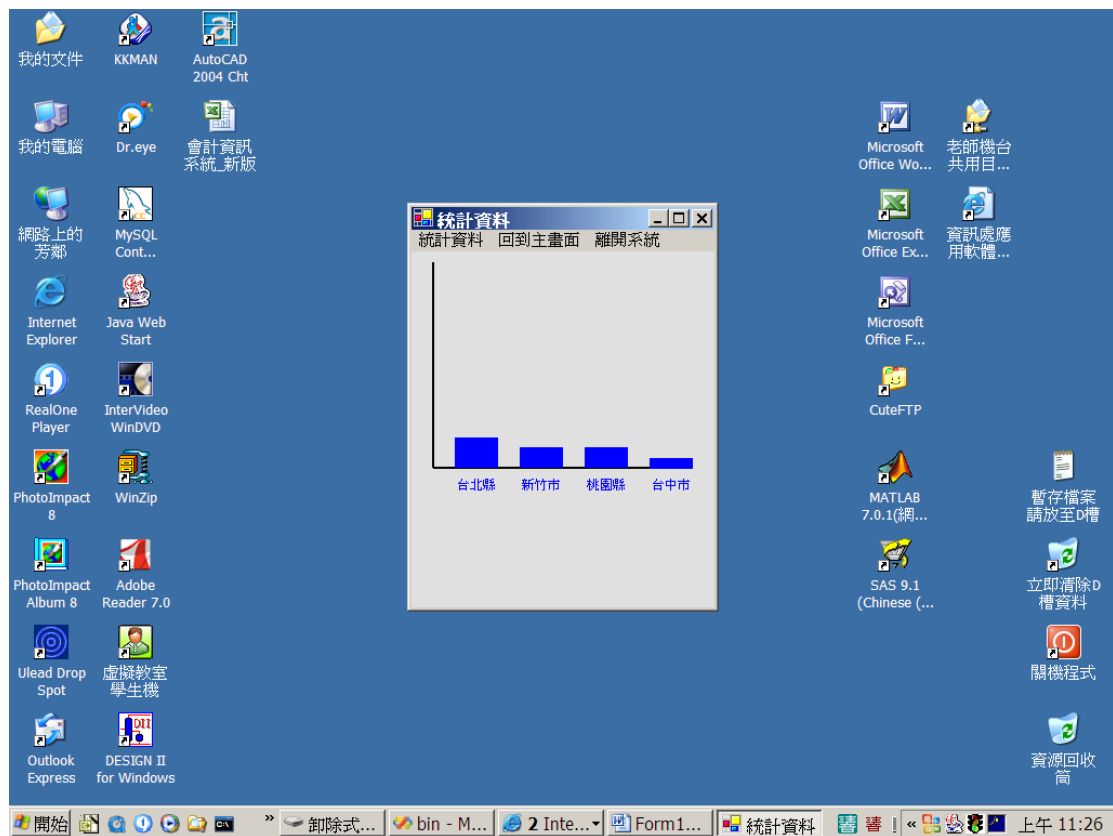 我的文件
KKMAN
AutoCAD
2004 Cht
我的電腦
Dr.eye
會計資訊
系統_新版
網路上的
芳鄰
MySQL
Cont...
Internet
Explorer
Java Web
Start
RealOne
Player
InterVideo
WinDVD
PhotoImpact
8
WinZip
PhotoImpact
Album 8
Adobe
Reader 7.0
Ulead Drop
Spot
虛擬教室
學生機
Outlook
Express
DESIGN II
for Windows
統計資料
統計資料 回到主畫面 離開系統
台北縣 新竹市 桃園縣 台中市
Microsoft
Office Wo...
老師機台
共用目...
Microsoft
Office Ex...
資訊處應
用軟體...
Microsoft
Office F...
CuteFTP
MATLAB
7.0.1(網...
暫存檔案
請放至D槽
SAS 9.1
(Chinese (...
立即清除D
槽資料
關機程式
資源回收
筒
開始 » 卸除式... bin - M... 2 Inte... Form1... 統計資料 « 上午 11:26